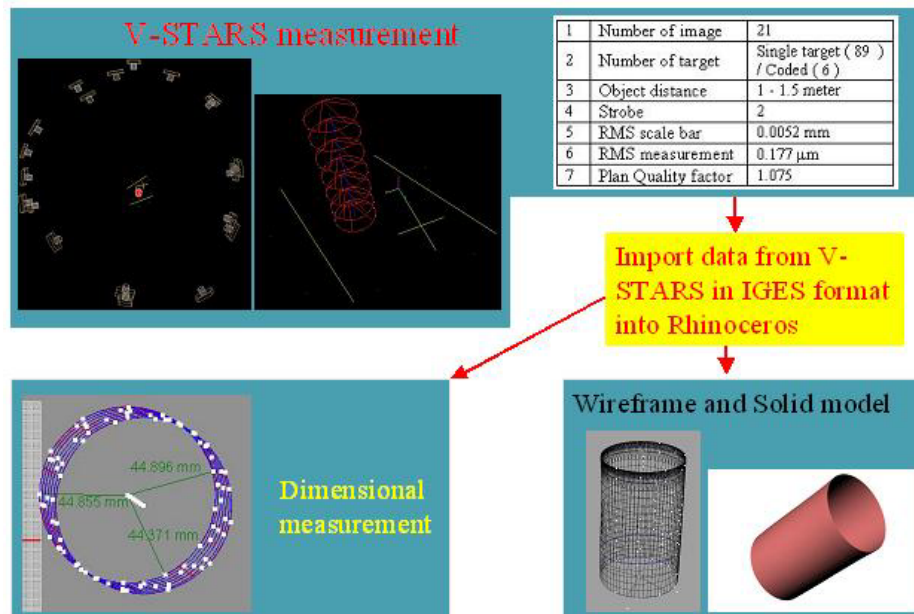 V-STARS measurement
1 Number of image 21
2 Number of target Single target ( 89 )
/ Coded ( 6 )
3 Object distance 1 - 1.5 meter
4 Strobe 2
5 RMS scale bar 0.0052 mm
6 RMS measurement 0.177 μm
7 Plan Quality factor 1.075
Import data from V-
STARS in IGES format
into Rhinoceros
44.896 mm
44.855 mm
44.371 mm
Dimensional
measurement
Wireframe and Solid model